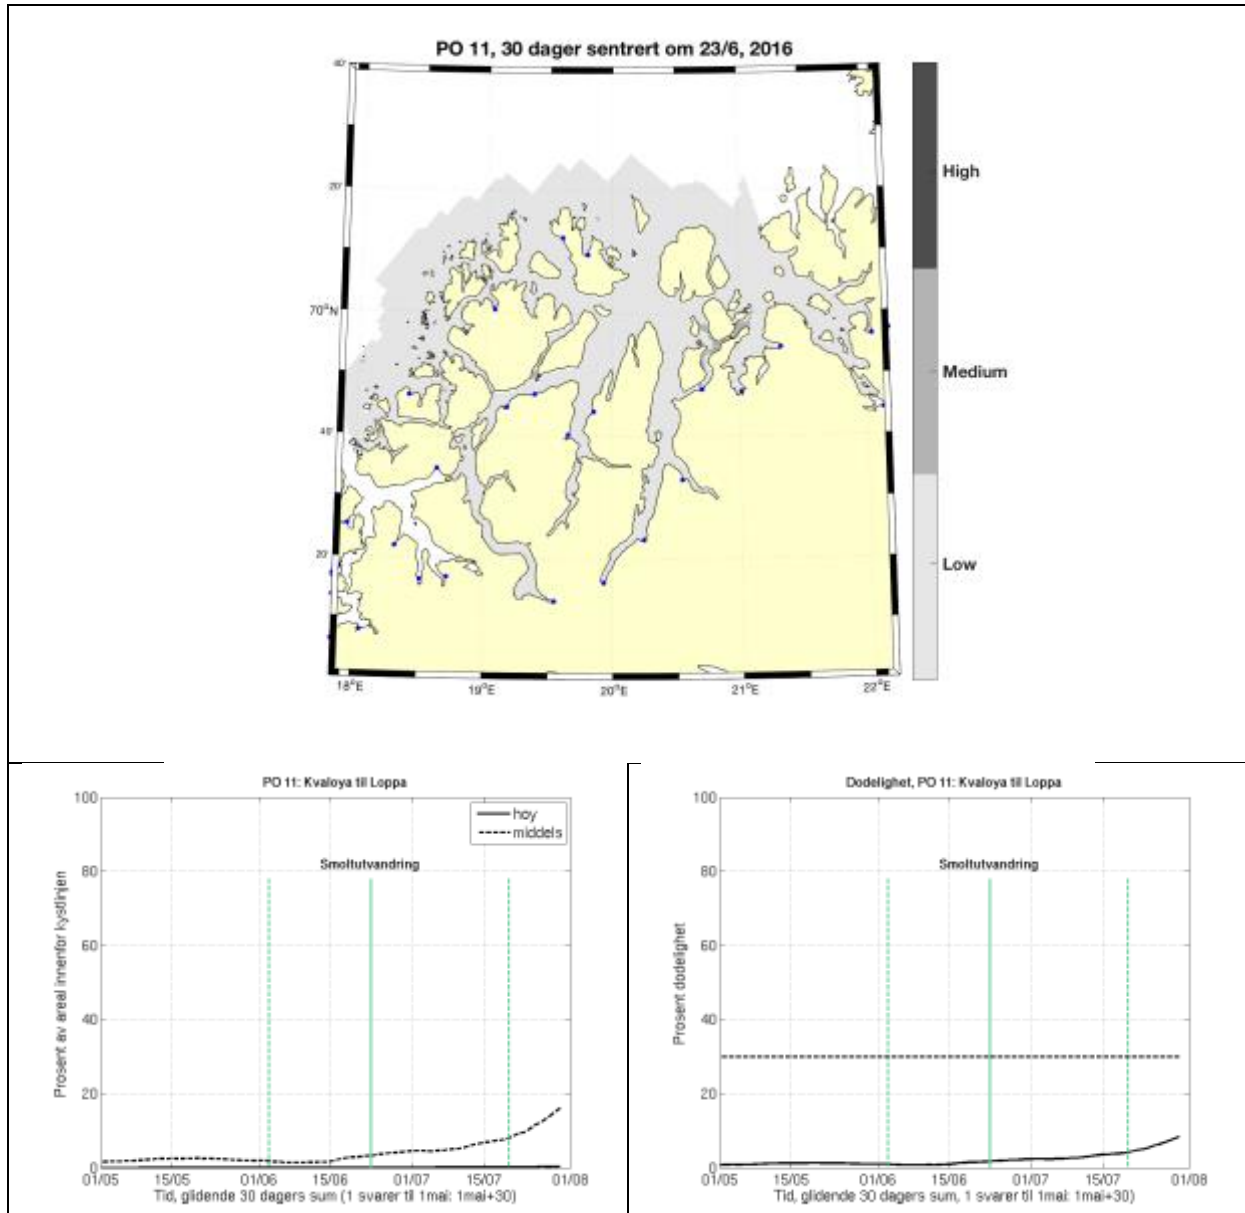 PO 11, 30 dager sentrert om 23/6, 2016
40'
20'
70°N
40'
20'
18°E 19°E 20°E 21°E 22°E
High
Medium
Low
PO 11: Kvaloya til Loppa
hoy
middels
Smoltutvandring
Prosent av areal innenfor kystlinjen
100
80
60
40
20
0
01/05 15/05 01/06 15/06 01/07 15/07 01/08
Tid, glidende 30 dagers sum (1 svarer til 1mai: 1mai+30)
Dodelighet, PO 11: Kvaloya til Loppa
Smoltutvandring
Prosent dodelighet
100
80
60
40
20
0
01/05 15/05 01/06 15/06 01/07 15/07 01/08
Tid, glidende 30 dagers sum, 1 svarer til 1mai: 1mai+30)